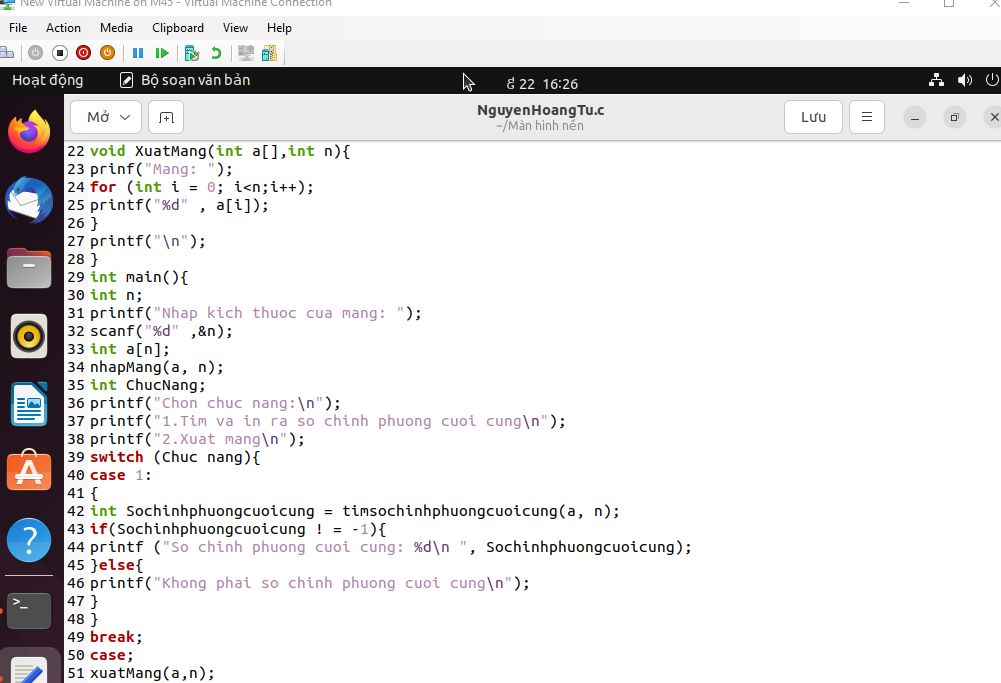 New Virtual Machine on M45 - Virtual Machine Connection
File Action Media Clipboard View Help
Hoạt động Bộ soạn văn bản 22 16:26
Mở NguyenHoangTu.c Lưu
~/Màn hình nền
22 void XuatMang(int a[],int n){
23 prinf("Mang: ");
24 for (int i = 0; i<n;i++);
25 printf("%d" , a[i]);
26 }
27 printf("\n");
28 }
29 int main(){
30 int n;
31 printf("Nhap kich thuoc cua mang: ");
32 scanf("%d" ,&n);
33 int a[n];
34 nhapMang(a, n);
35 int ChucNang;
36 printf("Chon chuc nang:\n");
37 printf("1.Tim va in ra so chinh phuong cuoi cung\n");
38 printf("2.Xuat mang\n");
39 switch (Chuc nang){
40 case 1:
41 {
42 int Sochinhphuongcuoicung = timsochinhphuongcuoicung(a, n);
43 if(Sochinhphuongcuoicung ! = -1){
44 printf ("So chinh phuong cuoi cung: %d\n ", Sochinhphuongcuoicung);
45 }else{
46 printf("Khong phai so chinh phuong cuoi cung\n");
47 }
48 }
49 break;
50 case;
51 xuatMang(a,n);